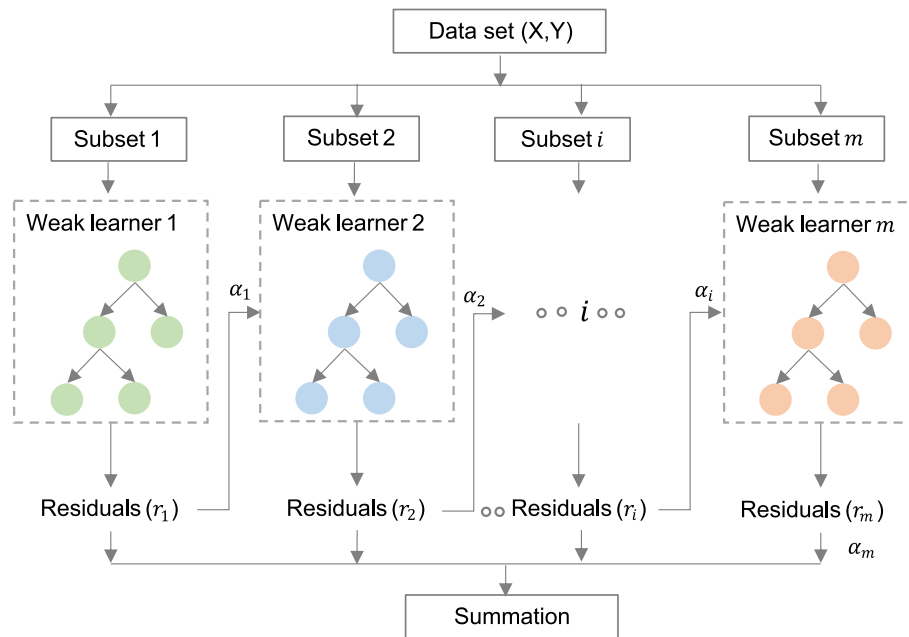 Data set (X,Y)
Subset 1
Subset 2
Subset i
Subset m
Weak learner 1
Weak learner 2
Weak learner m
α₁
α₂
i
αᵢ
Residuals (r₁)
Residuals (r₂)
Residuals (rᵢ)
Residuals (rₘ)
αₘ
Summation